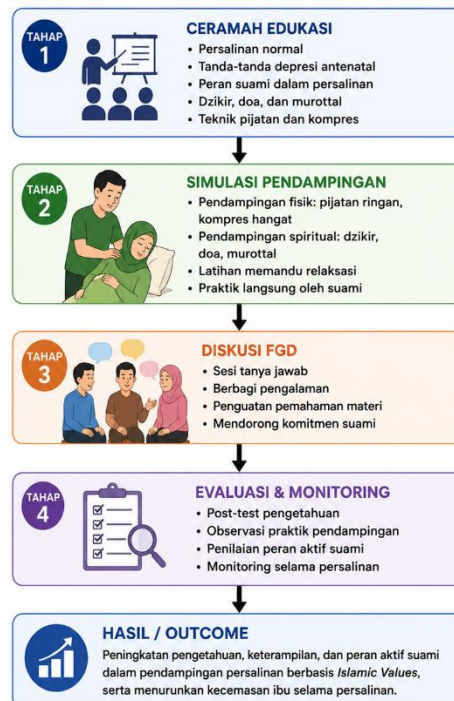 TAHAP
1
CERAMAH EDUKASI
• Persalinan normal
• Tanda-tanda depresi antenatal
• Peran suami dalam persalinan
• Dzikir, doa, dan murottal
• Teknik pijatan dan kompres
TAHAP
2
SIMULASI PENDAMPINGAN
• Pendampingan fisik: pijatan ringan,
kompres hangat
• Pendampingan spiritual: dzikir,
doa, murottal
• Latihan memandu relaksasi
• Praktik langsung oleh suami
TAHAP
3
DISKUSI FGD
• Sesi tanya jawab
• Berbagi pengalaman
• Penguatan pemahaman materi
• Mendorong komitmen suami
TAHAP
4
EVALUASI & MONITORING
• Post-test pengetahuan
• Observasi praktik pendampingan
• Penilaian peran aktif suami
• Monitoring selama persalinan
HASIL / OUTCOME
Peningkatan pengetahuan, keterampilan, dan peran aktif suami
dalam pendampingan persalinan berbasis Islamic Values,
serta menurunkan kecemasan ibu selama persalinan.